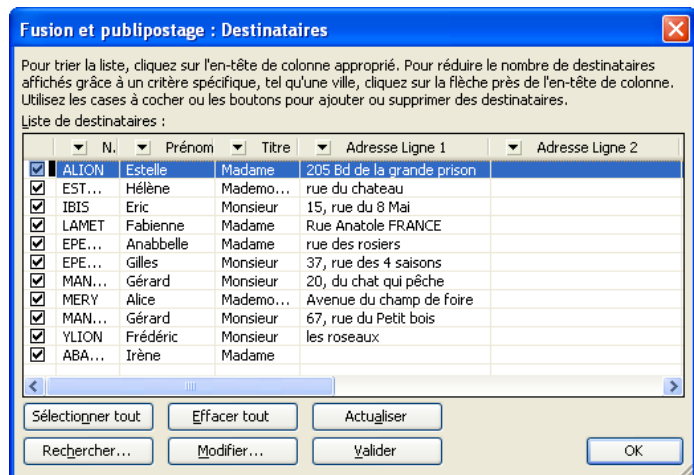 Fusion et publipostage : Destinataires
Pour trier la liste, cliquez sur l'en-tête de colonne approprié. Pour réduire le nombre de destinataires
affichés grâce à un critère spécifique, tel qu'une ville, cliquez sur la flèche près de l'en-tête de colonne.
Utilisez les cases à cocher ou les boutons pour ajouter ou supprimer des destinataires.
Liste de destinataires :
N. Prénom Titre Adresse Ligne 1 Adresse Ligne 2
ALION Estelle Madame 205 Bd de la grande prison
EST... Hélène Mademo... rue du chateau
IBIS Eric Monsieur 15, rue du 8 Mai
LAMET Fabienne Madame Rue Anatole FRANCE
EPE... Anabbelle Madame rue des rosiers
EPE... Gilles Monsieur 37, rue des 4 saisons
MAN... Gérard Monsieur 20, du chat qui pêche
MERY Alice Mademo... Avenue du champ de foire
MAN... Gérard Monsieur 67, rue du Petit bois
YLION Frédéric Monsieur les roseaux
ABA... Irène Madame
Sélectionner tout Effacer tout Actualiser
Rechercher... Modifier... Valider OK